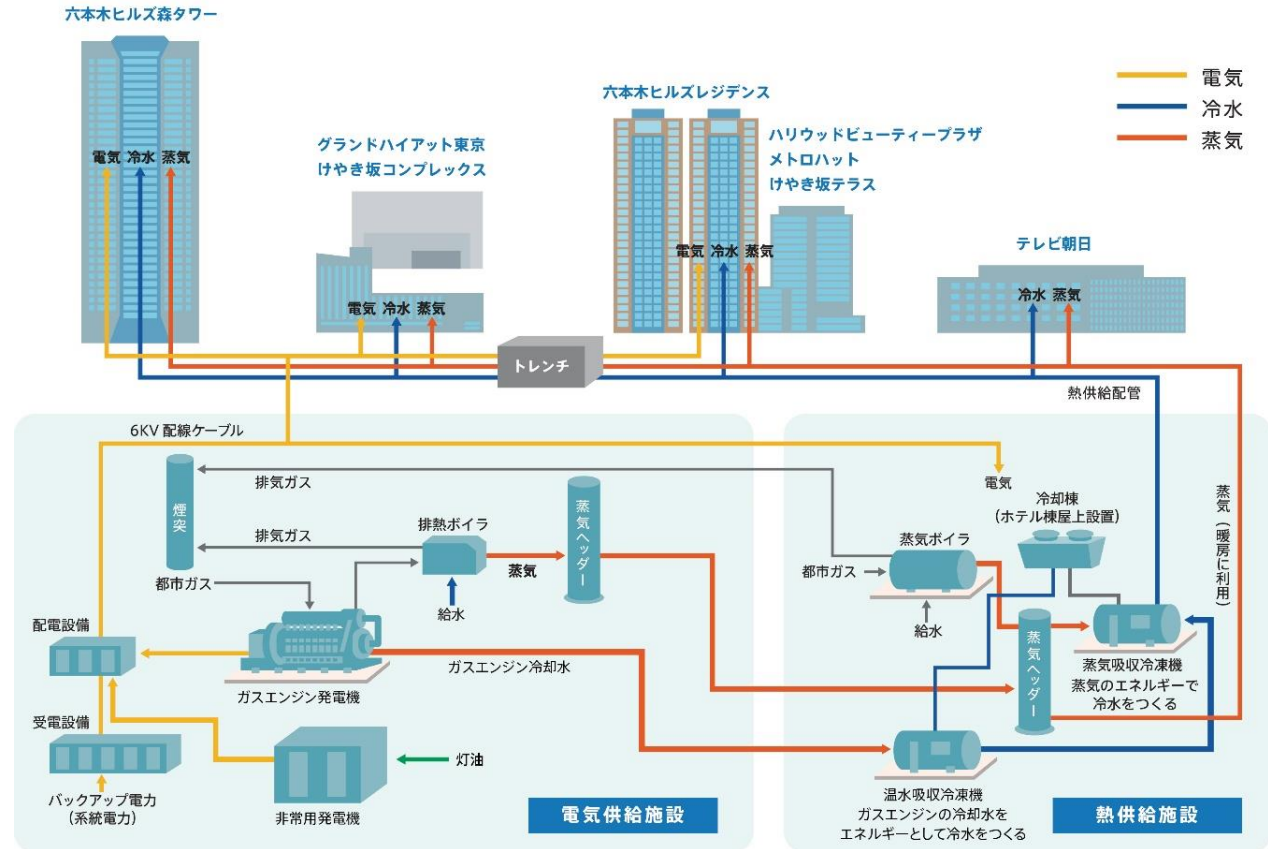 六本木ヒルズ森タワー
電気 冷水 蒸気
グランドハイアット東京
けやき坂コンプレックス
電気 冷水 蒸気
六本木ヒルズレジデンス
ハリウッドビューティープラザ
メトロハット
けやき坂テラス
電気 冷水 蒸気
テレビ朝日
冷水 蒸気
電気
冷水
蒸気
トレンチ
熱供給配管
6KV 配線ケーブル
煙突
排気ガス
排気ガス
排熱ボイラ
蒸気
給水
蒸気ヘッダー
都市ガス
配電設備
ガスエンジン発電機
ガスエンジン冷却水
受電設備
バックアップ電力
(系統電力)
非常用発電機
灯油
電気供給施設
電気
冷却棟
(ホテル棟屋上設置)
蒸気ボイラ
都市ガス
給水
蒸気ヘッダー
蒸気(暖房に利用)
蒸気吸収冷凍機
蒸気のエネルギーで
冷水をつくる
温水吸収冷凍機
ガスエンジンの冷却水を
エネルギーとして冷水をつくる
熱供給施設